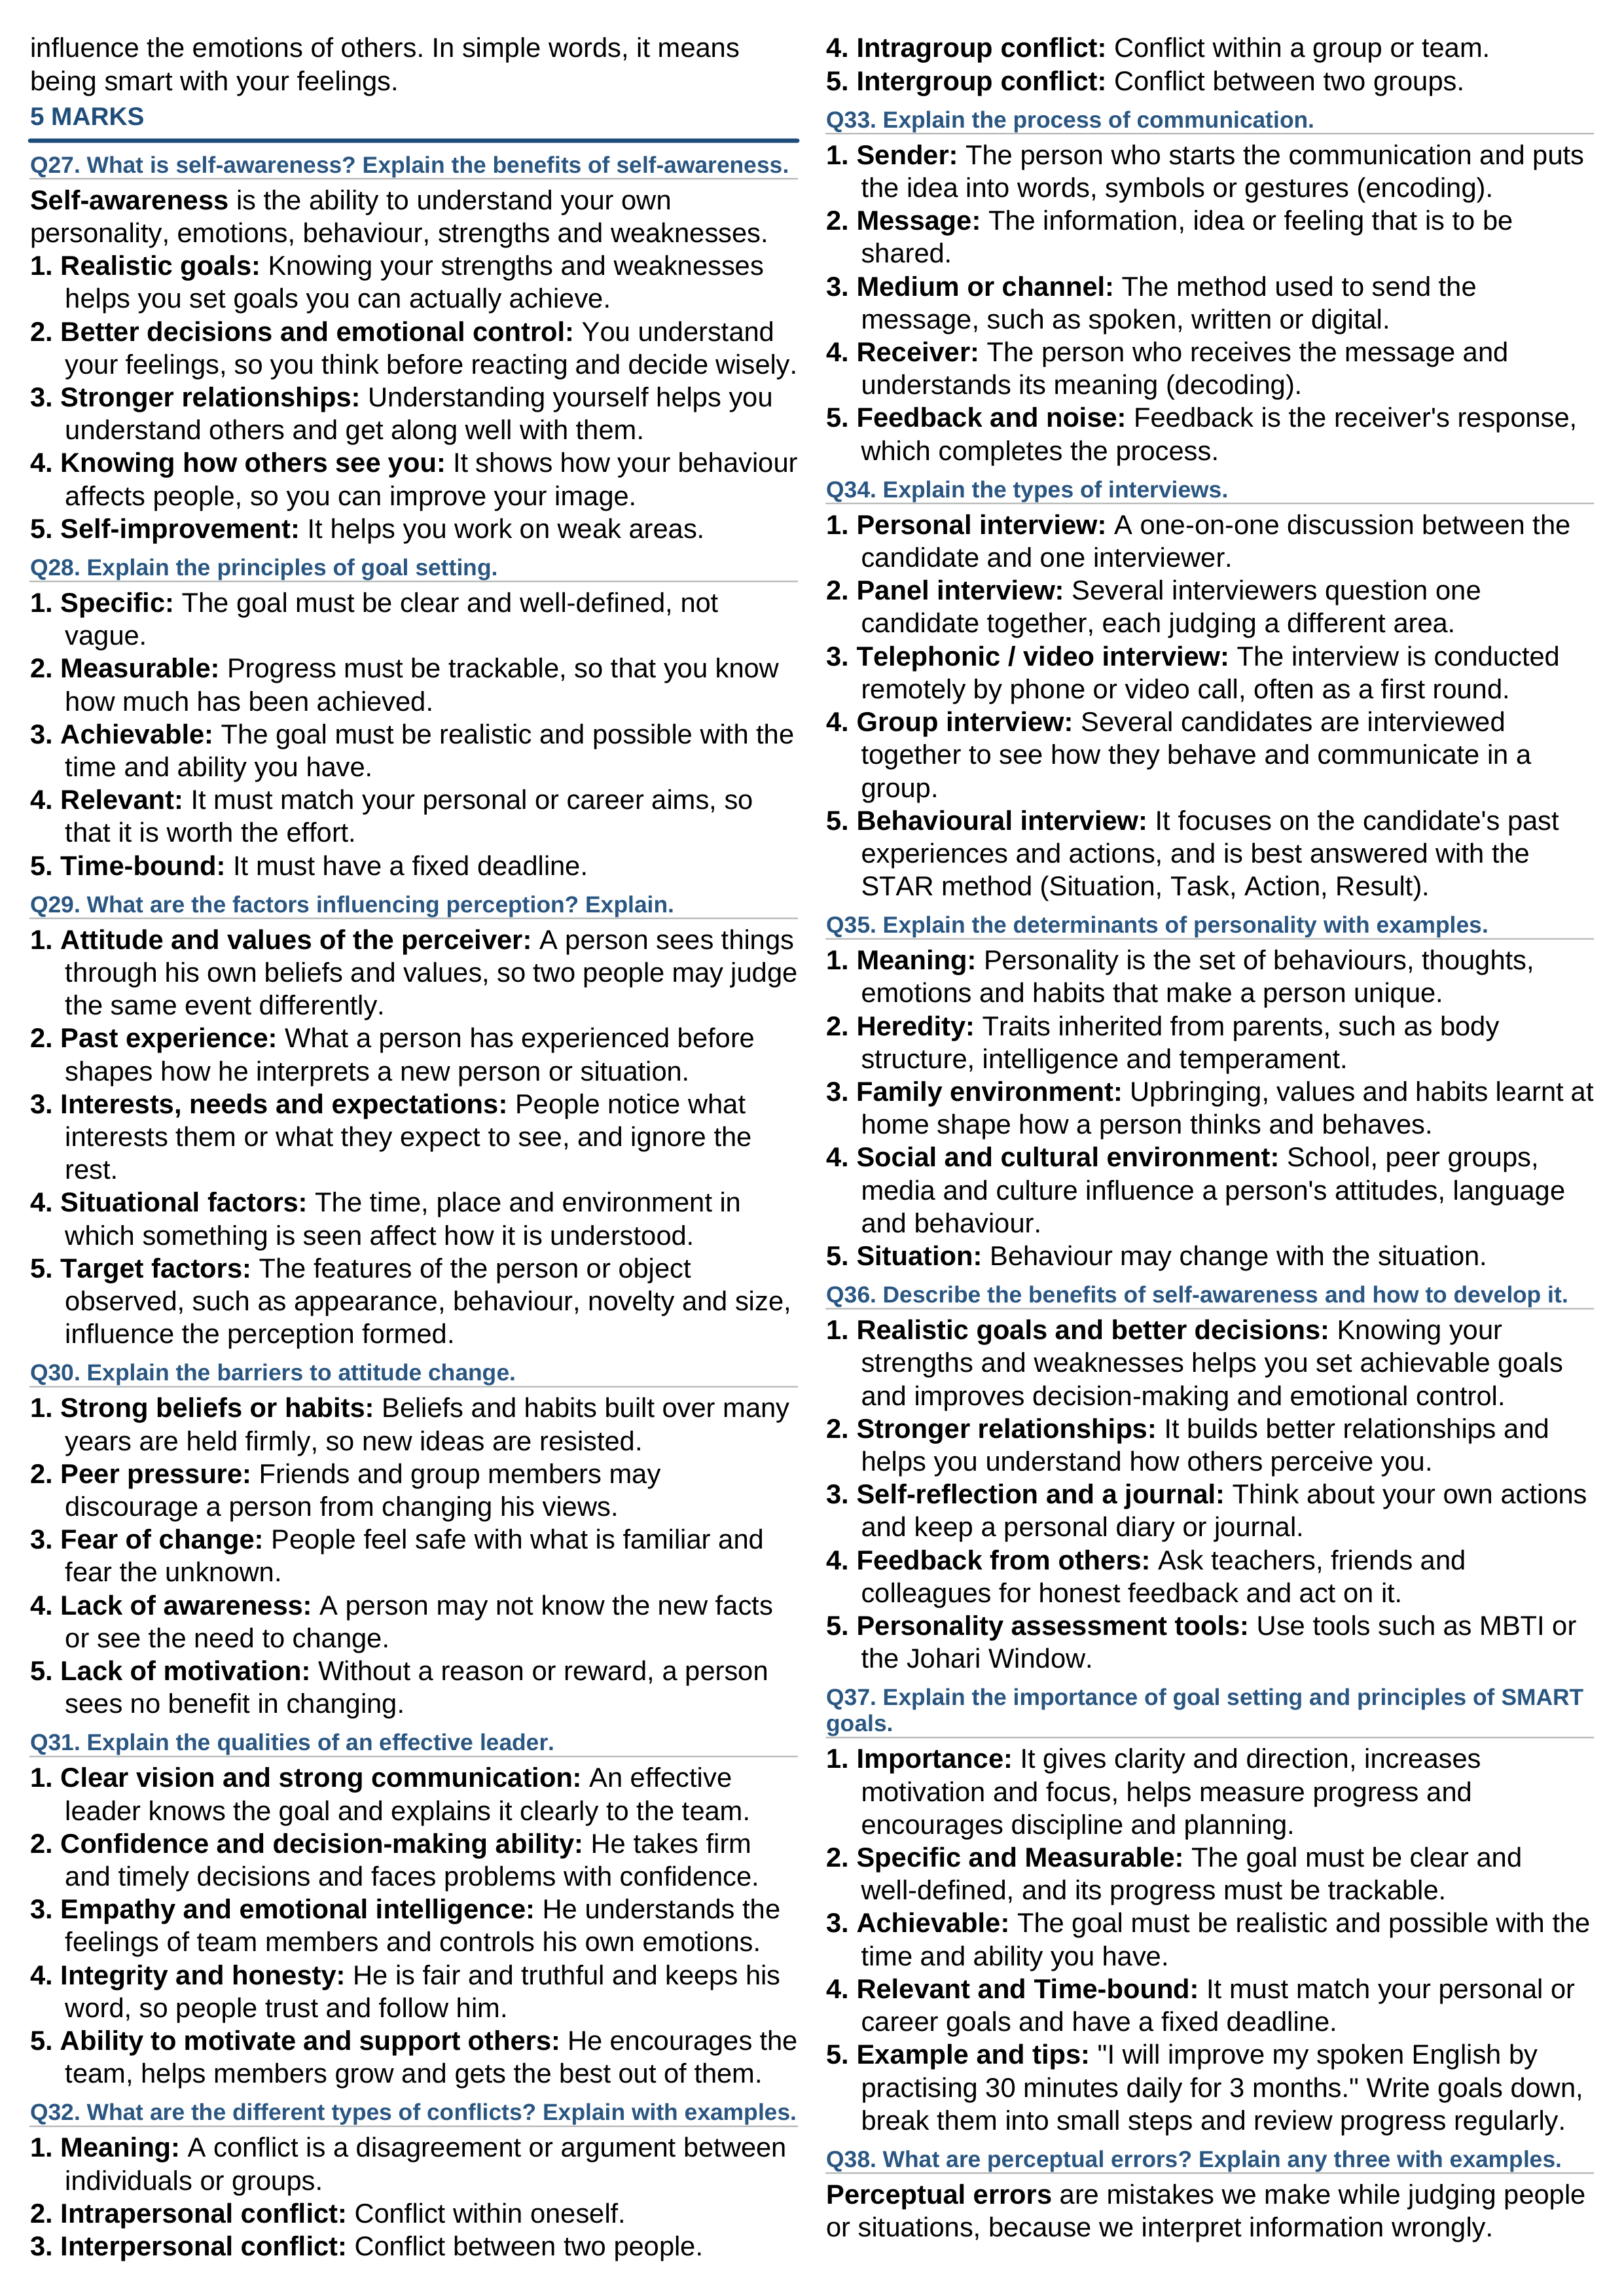 influence the emotions of others. In simple words, it means
being smart with your feelings.
5 MARKS
Q27. What is self-awareness? Explain the benefits of self-awareness.
Self-awareness is the ability to understand your own
personality, emotions, behaviour, strengths and weaknesses.
1. Realistic goals: Knowing your strengths and weaknesses
helps you set goals you can actually achieve.
2. Better decisions and emotional control: You understand
your feelings, so you think before reacting and decide wisely.
3. Stronger relationships: Understanding yourself helps you
understand others and get along well with them.
4. Knowing how others see you: It shows how your behaviour
affects people, so you can improve your image.
5. Self-improvement: It helps you work on weak areas.
Q28. Explain the principles of goal setting.
1. Specific: The goal must be clear and well-defined, not
vague.
2. Measurable: Progress must be trackable, so that you know
how much has been achieved.
3. Achievable: The goal must be realistic and possible with the
time and ability you have.
4. Relevant: It must match your personal or career aims, so
that it is worth the effort.
5. Time-bound: It must have a fixed deadline.
Q29. What are the factors influencing perception? Explain.
1. Attitude and values of the perceiver: A person sees things
through his own beliefs and values, so two people may judge
the same event differently.
2. Past experience: What a person has experienced before
shapes how he interprets a new person or situation.
3. Interests, needs and expectations: People notice what
interests them or what they expect to see, and ignore the
rest.
4. Situational factors: The time, place and environment in
which something is seen affect how it is understood.
5. Target factors: The features of the person or object
observed, such as appearance, behaviour, novelty and size,
influence the perception formed.
Q30. Explain the barriers to attitude change.
1. Strong beliefs or habits: Beliefs and habits built over many
years are held firmly, so new ideas are resisted.
2. Peer pressure: Friends and group members may
discourage a person from changing his views.
3. Fear of change: People feel safe with what is familiar and
fear the unknown.
4. Lack of awareness: A person may not know the new facts
or see the need to change.
5. Lack of motivation: Without a reason or reward, a person
sees no benefit in changing.
Q31. Explain the qualities of an effective leader.
1. Clear vision and strong communication: An effective
leader knows the goal and explains it clearly to the team.
2. Confidence and decision-making ability: He takes firm
and timely decisions and faces problems with confidence.
3. Empathy and emotional intelligence: He understands the
feelings of team members and controls his own emotions.
4. Integrity and honesty: He is fair and truthful and keeps his
word, so people trust and follow him.
5. Ability to motivate and support others: He encourages the
team, helps members grow and gets the best out of them.
Q32. What are the different types of conflicts? Explain with examples.
1. Meaning: A conflict is a disagreement or argument between
individuals or groups.
2. Intrapersonal conflict: Conflict within oneself.
3. Interpersonal conflict: Conflict between two people.
4. Intragroup conflict: Conflict within a group or team.
5. Intergroup conflict: Conflict between two groups.
Q33. Explain the process of communication.
1. Sender: The person who starts the communication and puts
the idea into words, symbols or gestures (encoding).
2. Message: The information, idea or feeling that is to be
shared.
3. Medium or channel: The method used to send the
message, such as spoken, written or digital.
4. Receiver: The person who receives the message and
understands its meaning (decoding).
5. Feedback and noise: Feedback is the receiver's response,
which completes the process.
Q34. Explain the types of interviews.
1. Personal interview: A one-on-one discussion between the
candidate and one interviewer.
2. Panel interview: Several interviewers question one
candidate together, each judging a different area.
3. Telephonic / video interview: The interview is conducted
remotely by phone or video call, often as a first round.
4. Group interview: Several candidates are interviewed
together to see how they behave and communicate in a
group.
5. Behavioural interview: It focuses on the candidate's past
experiences and actions, and is best answered with the
STAR method (Situation, Task, Action, Result).
Q35. Explain the determinants of personality with examples.
1. Meaning: Personality is the set of behaviours, thoughts,
emotions and habits that make a person unique.
2. Heredity: Traits inherited from parents, such as body
structure, intelligence and temperament.
3. Family environment: Upbringing, values and habits learnt at
home shape how a person thinks and behaves.
4. Social and cultural environment: School, peer groups,
media and culture influence a person's attitudes, language
and behaviour.
5. Situation: Behaviour may change with the situation.
Q36. Describe the benefits of self-awareness and how to develop it.
1. Realistic goals and better decisions: Knowing your
strengths and weaknesses helps you set achievable goals
and improves decision-making and emotional control.
2. Stronger relationships: It builds better relationships and
helps you understand how others perceive you.
3. Self-reflection and a journal: Think about your own actions
and keep a personal diary or journal.
4. Feedback from others: Ask teachers, friends and
colleagues for honest feedback and act on it.
5. Personality assessment tools: Use tools such as MBTI or
the Johari Window.
Q37. Explain the importance of goal setting and principles of SMART
goals.
1. Importance: It gives clarity and direction, increases
motivation and focus, helps measure progress and
encourages discipline and planning.
2. Specific and Measurable: The goal must be clear and
well-defined, and its progress must be trackable.
3. Achievable: The goal must be realistic and possible with the
time and ability you have.
4. Relevant and Time-bound: It must match your personal or
career goals and have a fixed deadline.
5. Example and tips: "I will improve my spoken English by
practising 30 minutes daily for 3 months." Write goals down,
break them into small steps and review progress regularly.
Q38. What are perceptual errors? Explain any three with examples.
Perceptual errors are mistakes we make while judging people
or situations, because we interpret information wrongly.